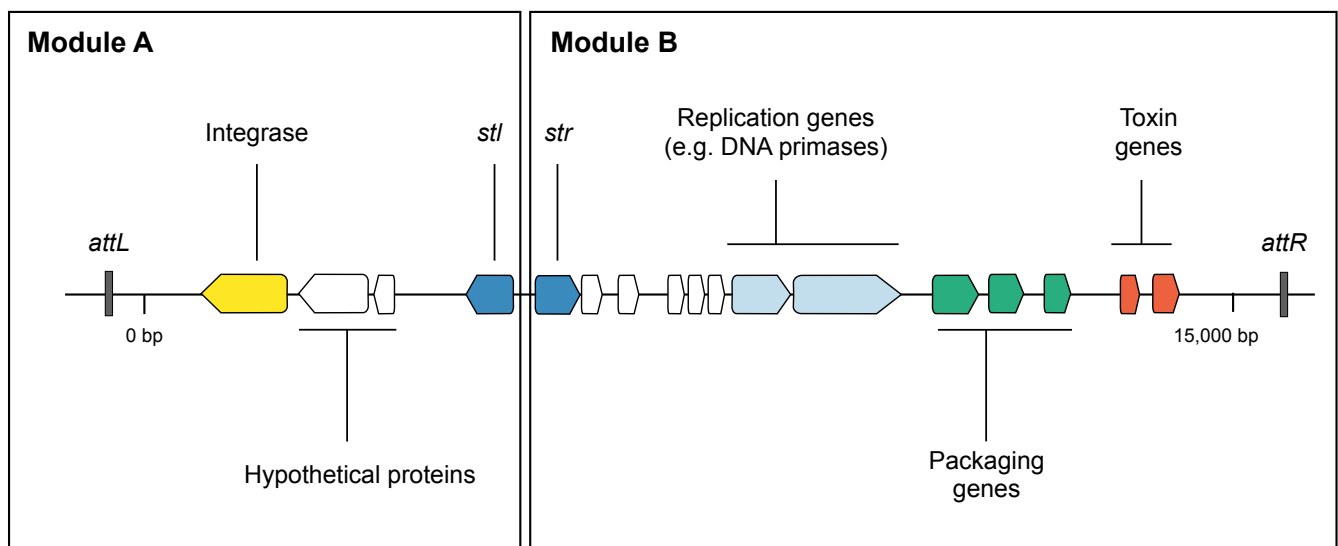 Module A
Module B
Integrase
stl
str
Replication genes
(e.g. DNA primases)
Toxin
genes
attL
attR
0 bp
15,000 bp
Hypothetical proteins
Packaging
genes